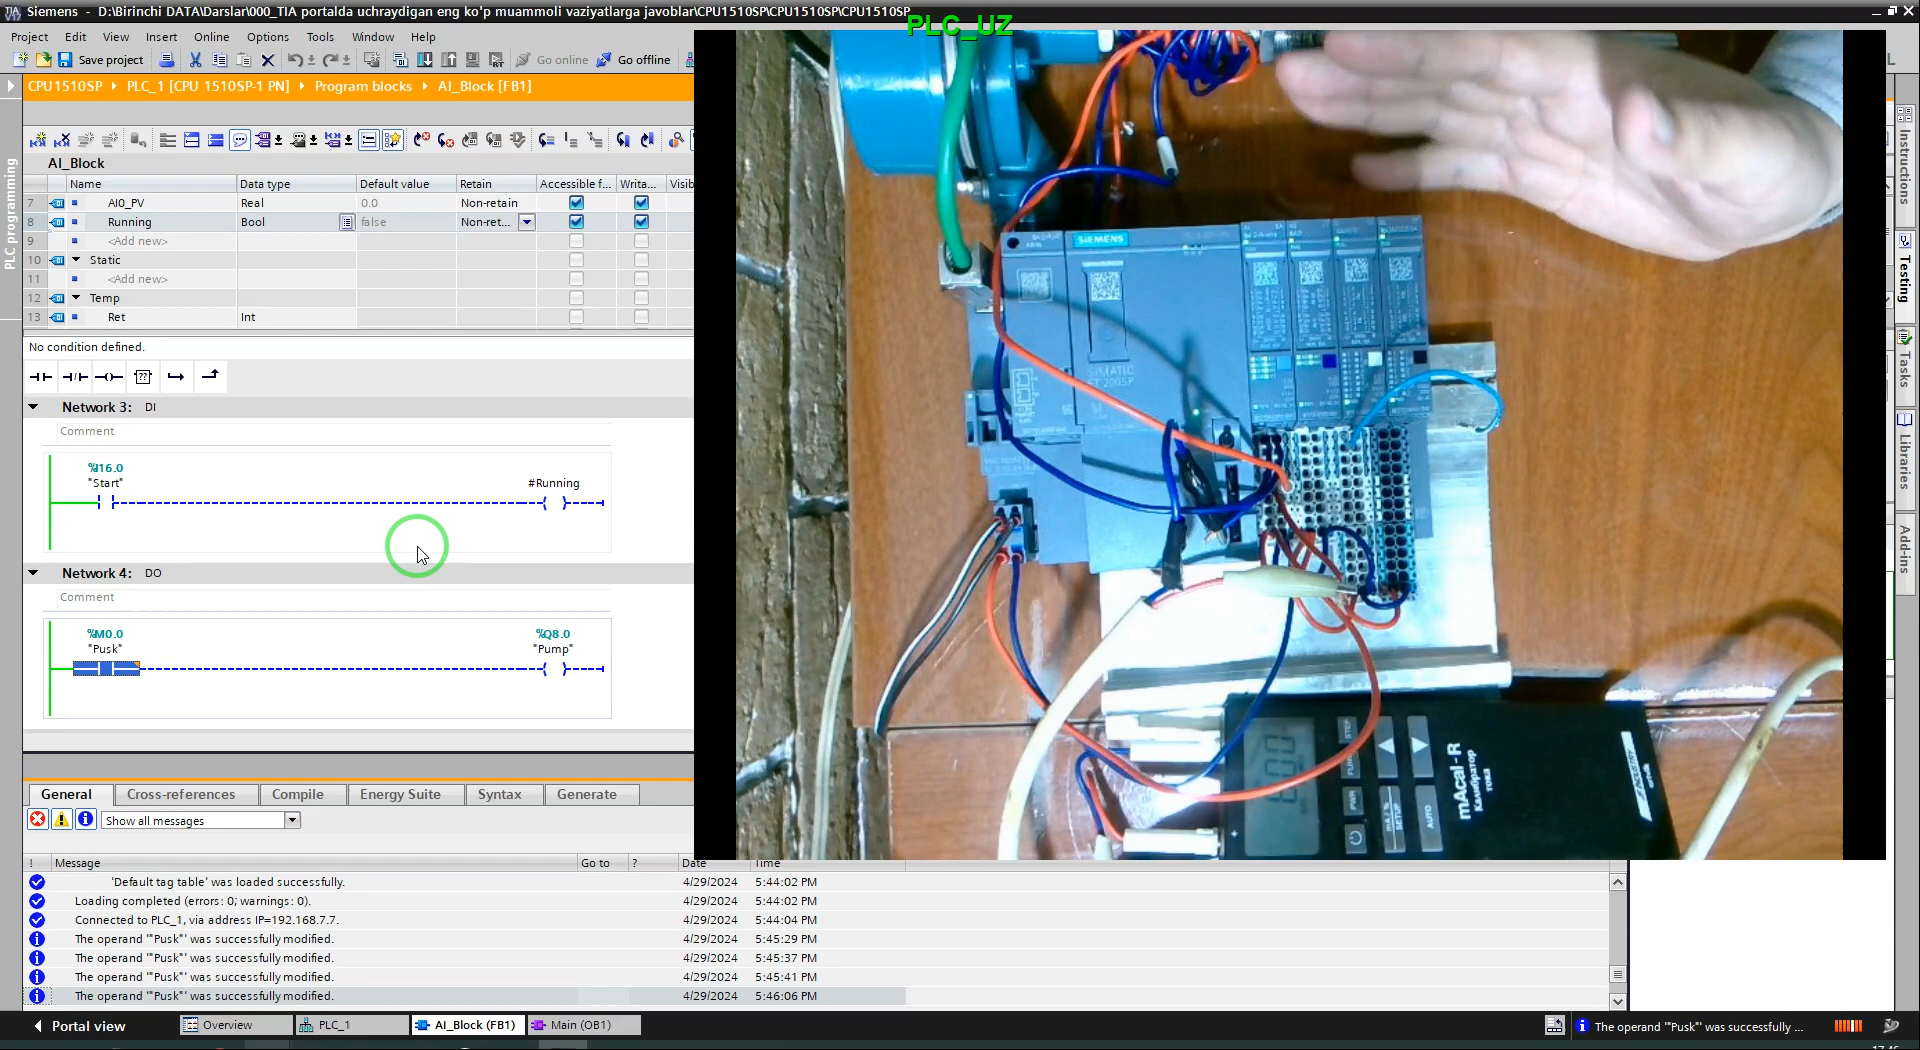 Siemens - D:\Birinchi DATA\Darslar\000_TIA portalda uchraydigan eng ko'p muammoli vaziyatlarga javoblar\CPU1510SP\CPU1510SP\CPU1510SP
PLC_UZ
Project Edit View Insert Online Options Tools Window Help
Save project Go online Go offline
CPU1510SP PLC_1 [CPU 1510SP-1 PN] Program blocks AI_Block [FB1]
AI_Block
Name Data type Default value Retain Accessible f... Writa... Visib
7 AI0_PV Real 0.0 Non-retain
8 Running Bool false Non-ret...
9 <Add new>
10 Static
11 <Add new>
12 Temp
13 Ret Int
No condition defined.
Network 3: DI
Comment
%I16.0
"Start" #Running
Network 4: DO
Comment
%M0.0 %Q8.0
"Pusk" "Pump"
General Cross-references Compile Energy Suite Syntax Generate
Show all messages
! Message Go to ? Date Time
'Default tag table' was loaded successfully. 4/29/2024 5:44:02 PM
Loading completed (errors: 0; warnings: 0). 4/29/2024 5:44:02 PM
Connected to PLC_1, via address IP=192.168.7.7. 4/29/2024 5:44:04 PM
The operand '"Pusk"' was successfully modified. 4/29/2024 5:45:29 PM
The operand '"Pusk"' was successfully modified. 4/29/2024 5:45:37 PM
The operand '"Pusk"' was successfully modified. 4/29/2024 5:45:41 PM
The operand '"Pusk"' was successfully modified. 4/29/2024 5:46:06 PM
Portal view Overview PLC_1 AI_Block (FB1) Main (OB1) The operand '"Pusk"' was successfully ...
PLC programming
Instructions
Testing
Tasks
Libraries
Add-ins
SIEMENS
SIMATIC
ET 200SP
mAcal-R
Калибратор
тока
STEP
FUNC
PWR
mA / %
SETUP
AUTO